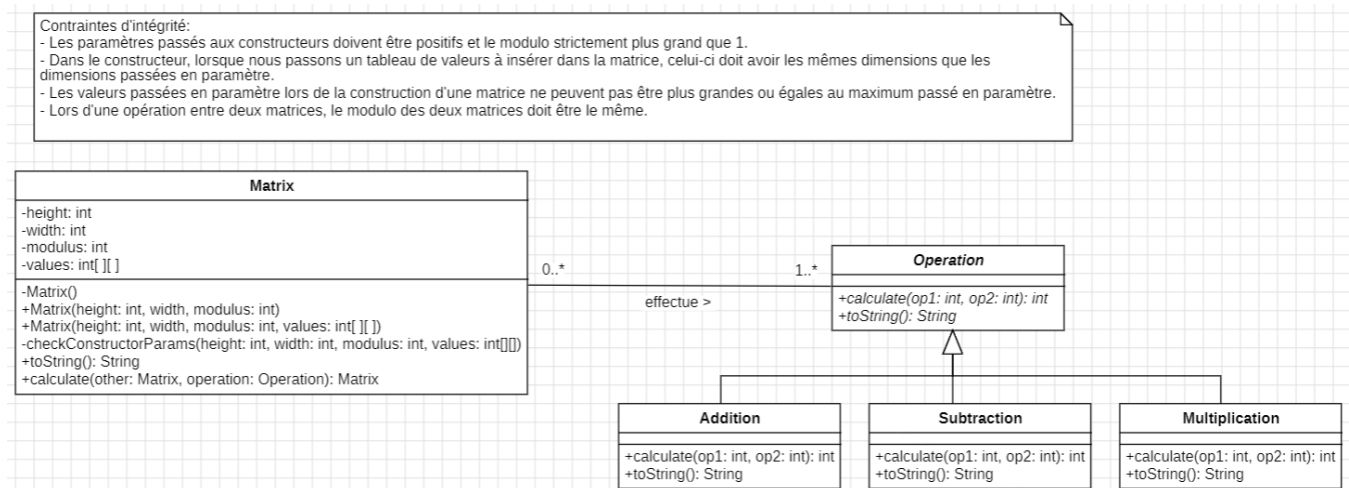 Contraintes d'intégrité:
- Les paramètres passés aux constructeurs doivent être positifs et le modulo strictement plus grand que 1.
- Dans le constructeur, lorsque nous passons un tableau de valeurs à insérer dans la matrice, celui-ci doit avoir les mêmes dimensions que les
dimensions passées en paramètre.
- Les valeurs passées en paramètre lors de la construction d'une matrice ne peuvent pas être plus grandes ou égales au maximum passé en paramètre.
- Lors d'une opération entre deux matrices, le modulo des deux matrices doit être le même.
Matrix
-height: int
-width: int
-modulus: int
-values: int[ ][ ]
-Matrix()
+Matrix(height: int, width, modulus: int)
+Matrix(height: int, width, modulus: int, values: int[ ][ ])
-checkConstructorParams(height: int, width: int, modulus: int, values: int[][])
+toString(): String
+calculate(other: Matrix, operation: Operation): Matrix
0..*
1..*
effectue >
Operation
+calculate(op1: int, op2: int): int
+toString(): String
Addition
+calculate(op1: int, op2: int): int
+toString(): String
Subtraction
+calculate(op1: int, op2: int): int
+toString(): String
Multiplication
+calculate(op1: int, op2: int): int
+toString(): String